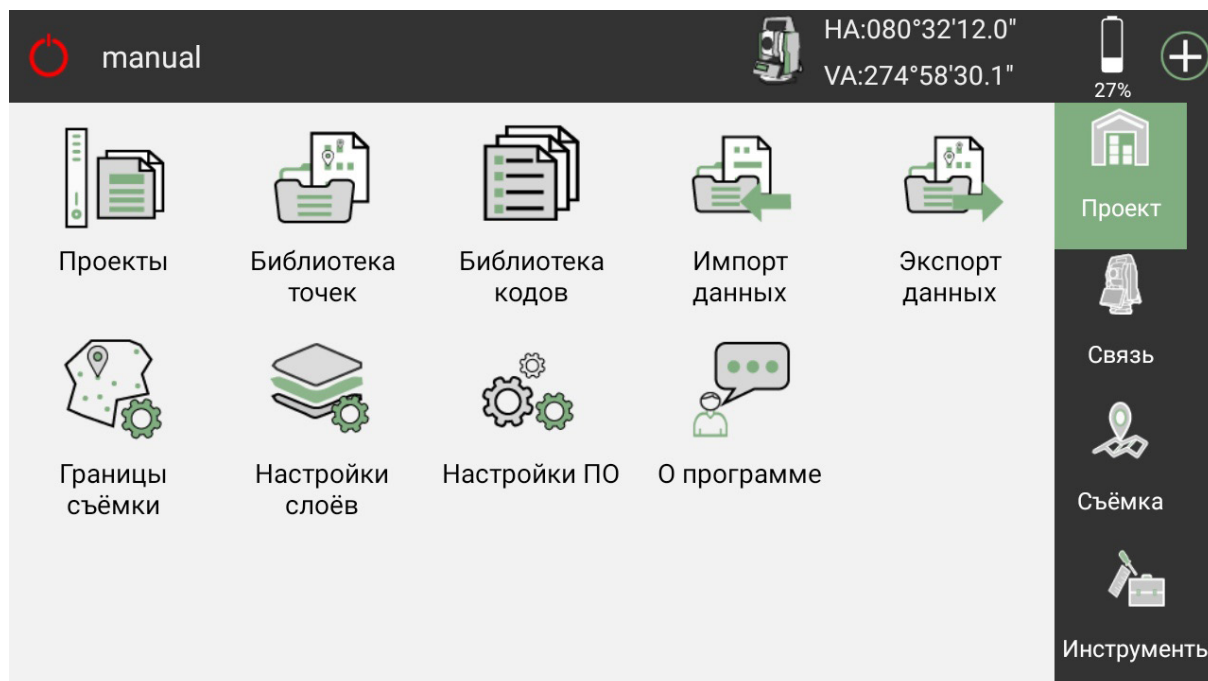 manual
HA:080°32'12.0"
VA:274°58'30.1"
27%
Проекты
Библиотека
точек
Библиотека
кодов
Импорт
данных
Экспорт
данных
Границы
съёмки
Настройки
слоёв
Настройки ПО
О программе
Проект
Связь
Съёмка
Инструменты